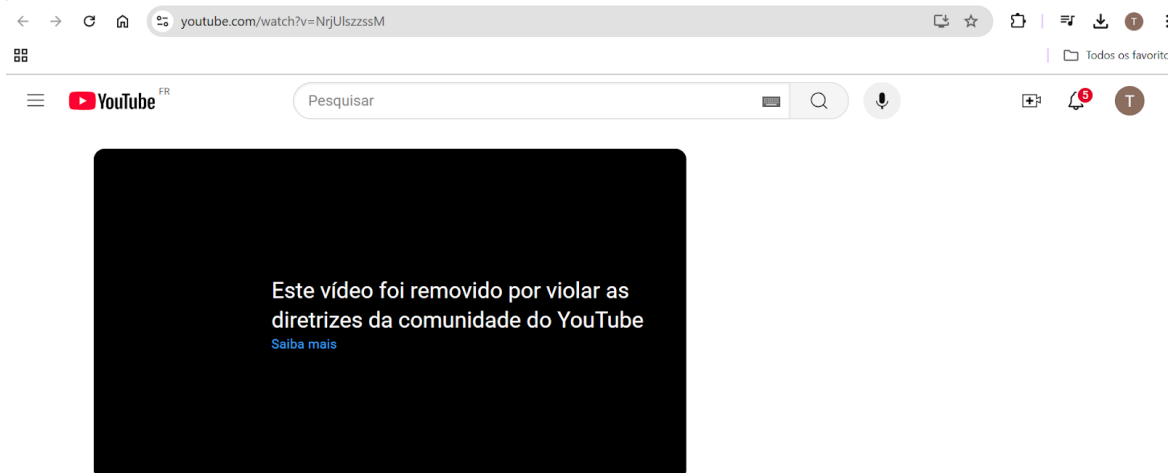 youtube.com/watch?v=NrjUlszzssM
T
Todos os favorito
YouTube FR
Pesquisar
5
T
Este vídeo foi removido por violar as
diretrizes da comunidade do YouTube
Saiba mais